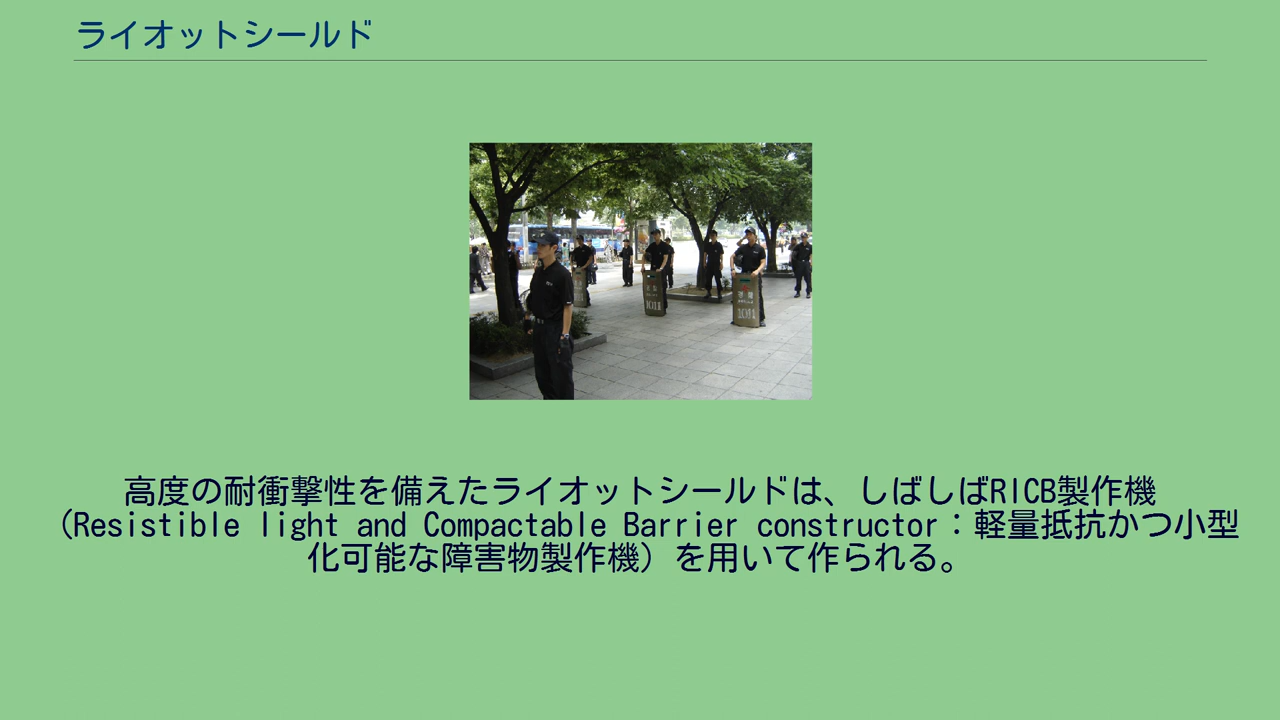 ライオットシールド
高度の耐衝撃性を備えたライオットシールドは、しばしばRICB製作機
(Resistible light and Compactable Barrier constructor：軽量抵抗かつ小型
化可能な障害物製作機）を用いて作られる。